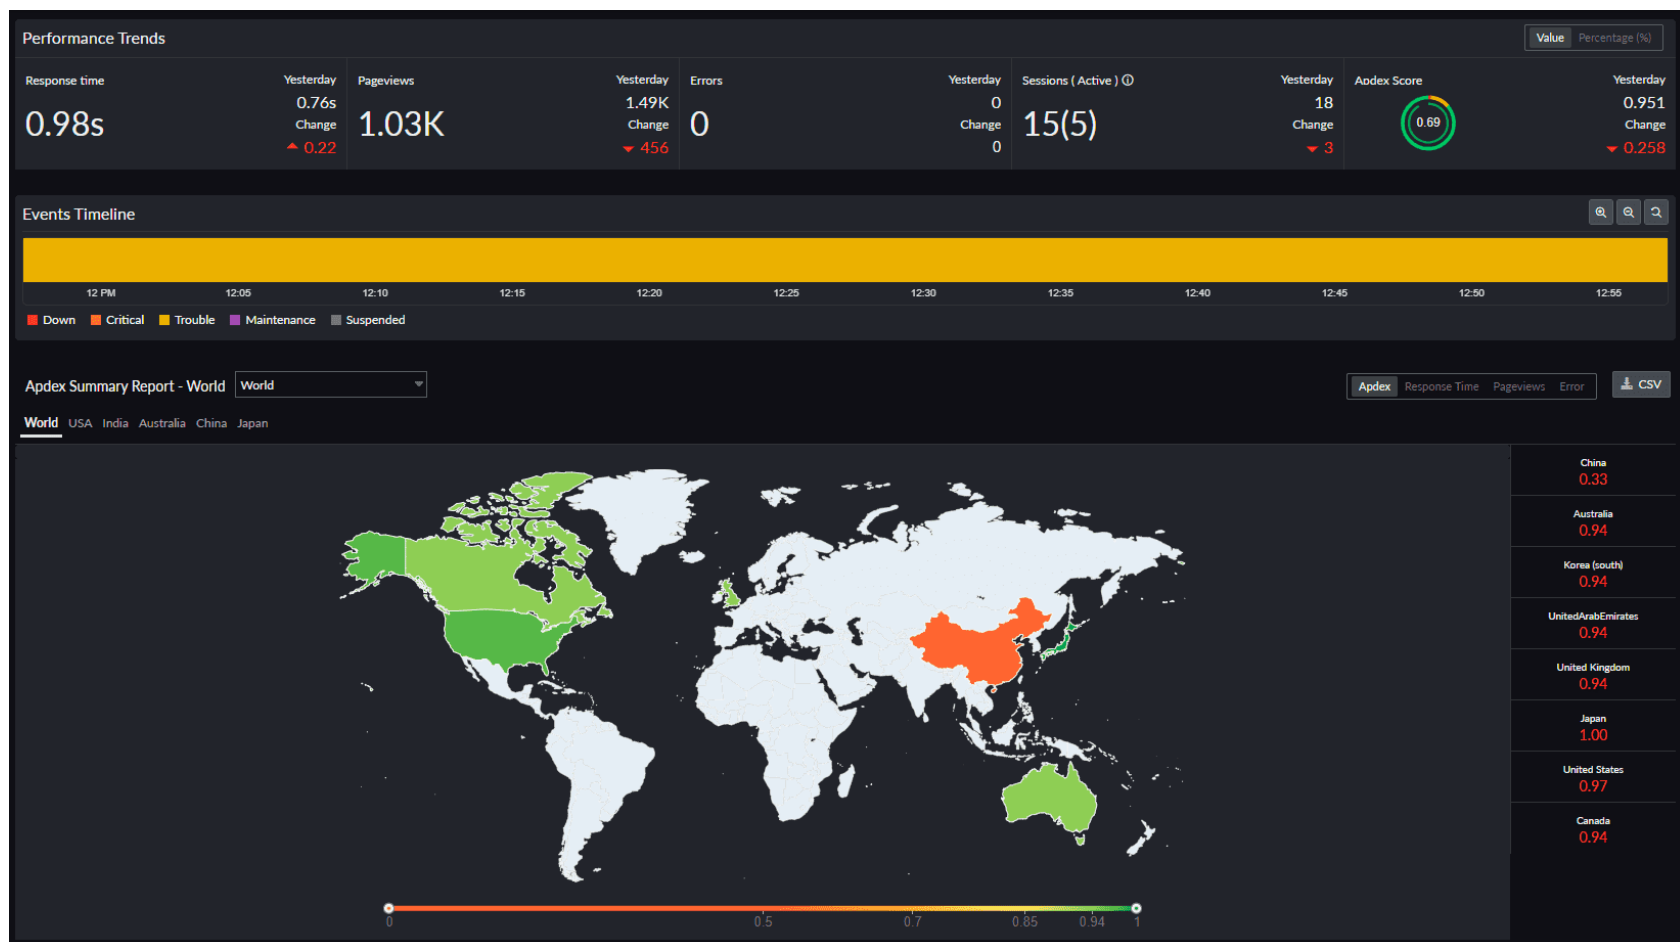 Performance Trends
Value Percentage (%)
Response time
0.98s
Yesterday
0.76s
Change
0.22
Pageviews
1.03K
Yesterday
1.49K
Change
456
Errors
0
Yesterday
0
Change
0
Sessions ( Active )
15(5)
Yesterday
18
Change
3
Apdex Score
0.69
Yesterday
0.951
Change
0.258
Events Timeline
12 PM 12:05 12:10 12:15 12:20 12:25 12:30 12:35 12:40 12:45 12:50 12:55
Down Critical Trouble Maintenance Suspended
Apdex Summary Report - World World
Apdex Response Time Pageviews Error CSV
World USA India Australia China Japan
China
0.33
Australia
0.94
Korea (south)
0.94
UnitedArabEmirates
0.94
United Kingdom
0.94
Japan
1.00
United States
0.97
Canada
0.94
0 0.5 0.7 0.85 0.94 1